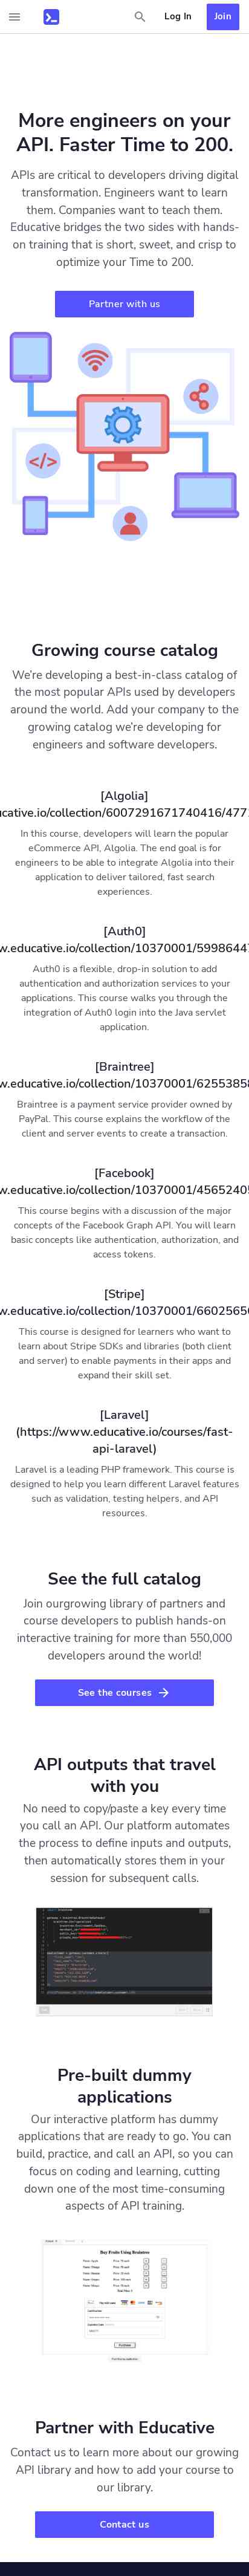 Log In
Join
More engineers on your
API. Faster Time to 200.
APIs are critical to developers driving digital
transformation. Engineers want to learn
them. Companies want to teach them.
Educative bridges the two sides with hands-
on training that is short, sweet, and crisp to
optimize your Time to 200.
Partner with us
</>
Growing course catalog
We're developing a best-in-class catalog of
the most popular APIs used by developers
around the world. Add your company to the
growing catalog we're developing for
engineers and software developers.
[Algolia]
ucative.io/collection/6007291671740416/477
In this course, developers will learn the popular
eCommerce API, Algolia. The end goal is for
engineers to be able to integrate Algolia into their
application to deliver tailored, fast search
experiences.
[Auth0]
w.educative.io/collection/10370001/5998644
Auth0 is a flexible, drop-in solution to add
authentication and authorization services to your
applications. This course walks you through the
integration of Auth0 login into the Java servlet
application.
[Braintree]
w.educative.io/collection/10370001/6255385
Braintree is a payment service provider owned by
PayPal. This course explains the workflow of the
client and server events to create a transaction.
[Facebook]
w.educative.io/collection/10370001/4565240
This course begins with a discussion of the major
concepts of the Facebook Graph API. You will learn
basic concepts like authentication, authorization, and
access tokens.
[Stripe]
w.educative.io/collection/10370001/6602565
This course is designed for learners who want to
learn about Stripe SDKs and libraries (both client
and server) to enable payments in their apps and
expand their skill set.
[Laravel]
(https://www.educative.io/courses/fast-
api-laravel)
Laravel is a leading PHP framework. This course is
designed to help you learn different Laravel features
such as validation, testing helpers, and API
resources.
See the full catalog
Join ourgrowing library of partners and
course developers to publish hands-on
interactive training for more than 550,000
developers around the world!
See the courses
API outputs that travel
with you
No need to copy/paste a key every time
you call an API. Our platform automates
the process to define inputs and outputs,
then automatically stores them in your
session for subsequent calls.
Pre-built dummy
applications
Our interactive platform has dummy
applications that are ready to go. You can
build, practice, and call an API, so you can
focus on coding and learning, cutting
down one of the most time-consuming
aspects of API training.
Buy Fruits Using Braintree
Partner with Educative
Contact us to learn more about our growing
API library and how to add your course to
our library.
Contact us